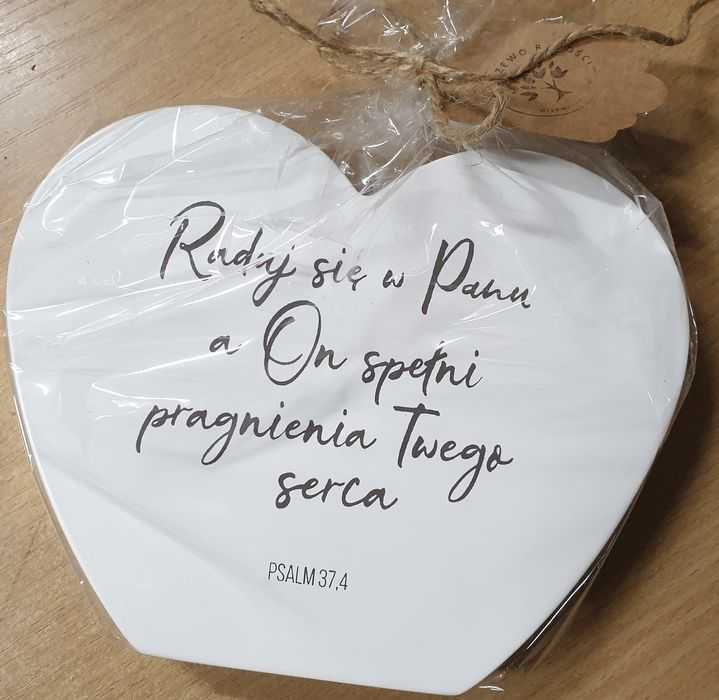 Raduj się w Panu
a On spełni
pragnienia Twego
serca
PSALM 37,4